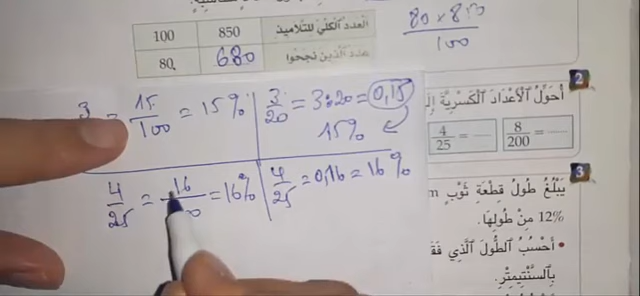 العدد الكلي للتلاميذ 850 100
عدد الذين نجحوا 680 80
80 × 850
100
2
أحول الأعداد الكسرية
4/25 = 8/200 =
3
يبلغ طول قطعة ثوب m
12% من طولها.
• أحسب الطول الذي
بالسنتيمتر.
= 15/100 = 15%
3/20 = 3:20 = 0,15
15%
4/25 = 16/ = 16%
4/25 = 0,16 = 16%